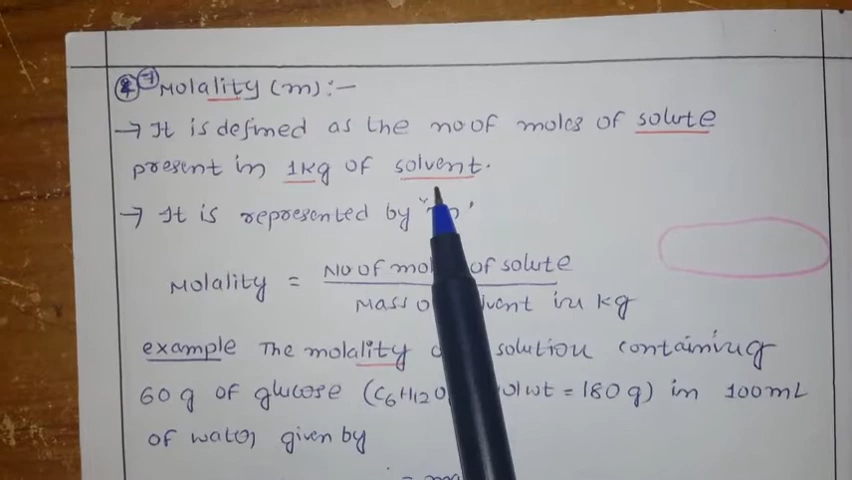 Molality (m) :-
→ It is defined as the no of moles of solute
present in 1kg of solvent.
→ It is represented by
Molality = No of of solute
Mass in kg
example The molality solution containing
60 g of glucose (C6H12O wt = 180 g) in 100mL
of water, given by
=